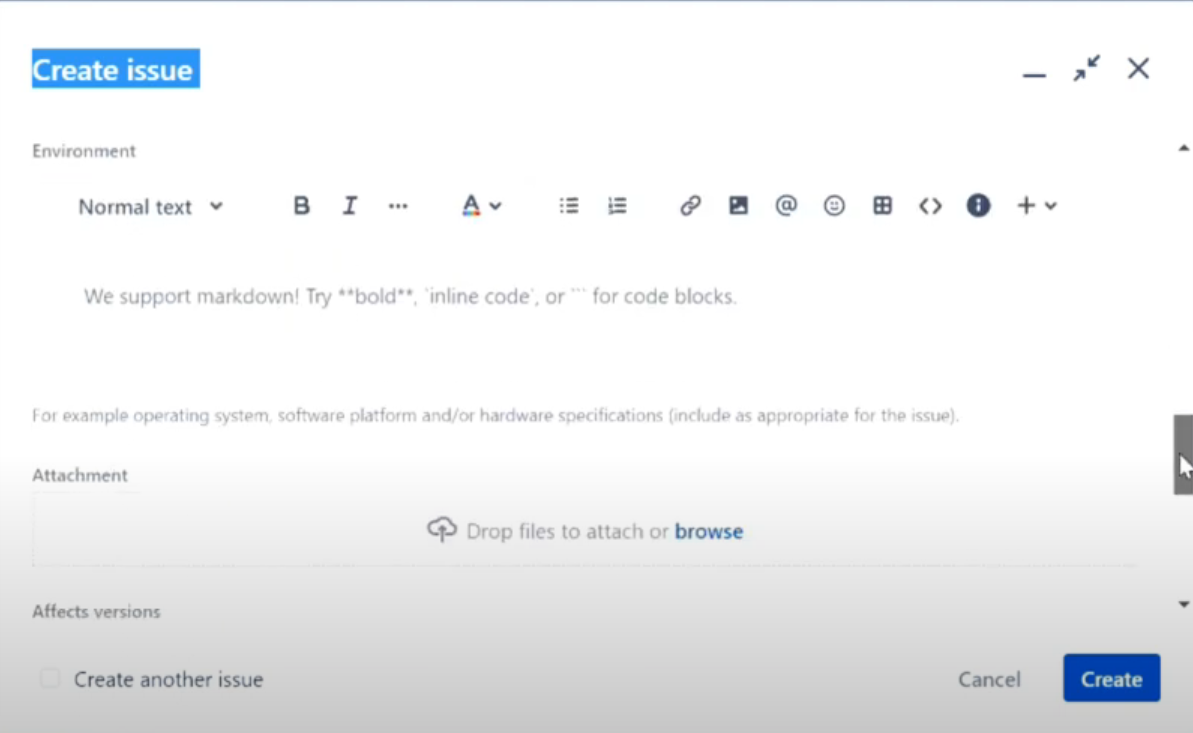 Create issue
Environment
Normal text
B I ... A @ <> i +
We support markdown! Try **bold**, `inline code`, or ``` for code blocks.
For example operating system, software platform and/or hardware specifications (include as appropriate for the issue).
Attachment
Drop files to attach or browse
Affects versions
Create another issue
Cancel
Create